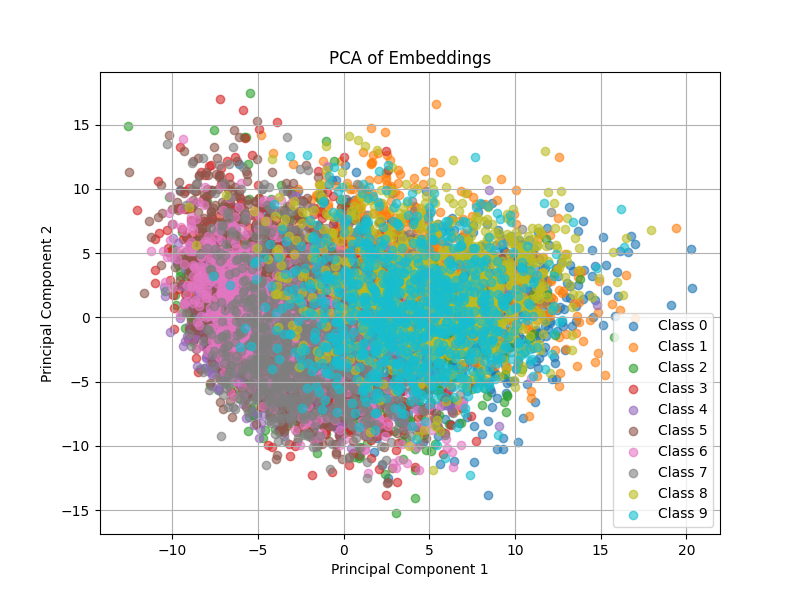 PCA of Embeddings
Principal Component 2
15
10
5
0
−5
−10
−15
−10
−5
0
5
10
15
20
Principal Component 1
Class 0
Class 1
Class 2
Class 3
Class 4
Class 5
Class 6
Class 7
Class 8
Class 9